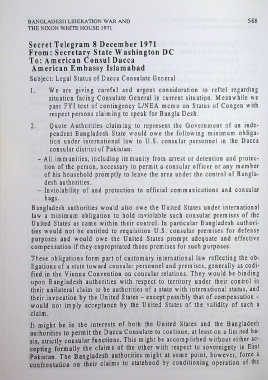 BANGLADESH LIBERATION WAR AND
THE NIXON WHITE HOUSE 1971
588
Secret Telegram 8 December 1971
From: Secretary State Washington DC
To: American Consul Dacca
American Embassy Islamabad
Subject: Legal Status of Dacca Consulate General
1. We are giving careful and urgent consideration to reflel regarding
situation facing Consulate General in current situation. Meanwhile we
pass FYI text of contingency L/NEA memo on Status of Congen with
respect persons claiming to speak for Bangla Desh.
2. Quote Authorities claiming to represent the Government of an inde-
pendent Bangladesh State would owe the following minimum obliga-
tion under international law to U.S. consular personnel in the Dacca
consular district of Pakistan:
- All immunities, including immunity from arrest or detention and protec-
tion of the person, necessary to permit a consular officer or any member
of his household promptly to leave the area under the control of Bangla-
desh authorities.
- Inviolability of and protection to official communications and consular
bags.
Bangladesh authorities would also owe the United States under international
law a minimum obligation to hold inviolable such consular premises of the
United States as come within their control. In particular Bangladesh authori-
ties would not be entitled to requisition U.S. consular premises for defense
purposes and would owe the United States prompt adequate and effective
compensation if they expropriated those premises for such purposes.
These obligations form part of customary international law reflecting the ob-
ligations of a state toward consular personnel and premises, generally as codi-
fied in the Vienna Convention on consular relations. They would be binding
upon Bangladesh authorities with respect to territory under their control in
their unilateral claim to be authority of a state with international status, and
their invocation by the United States - except possibly that of compensation -
would not imply acceptance by the United States of the validity of such a
claim.
It might be in the interests of both the United States and the Bangladesh
authorities to permit the Dacca Consulate to continue, at least on a limited ba-
sis, strictly consular functions. This might be accomplished without either ac-
cepting formally the claims of the other with respect to sovereignty in East
Pakistan. The Bangladesh authorities might at some point, however, force a
confrontation on their claims to statehood by conditioning operation of the